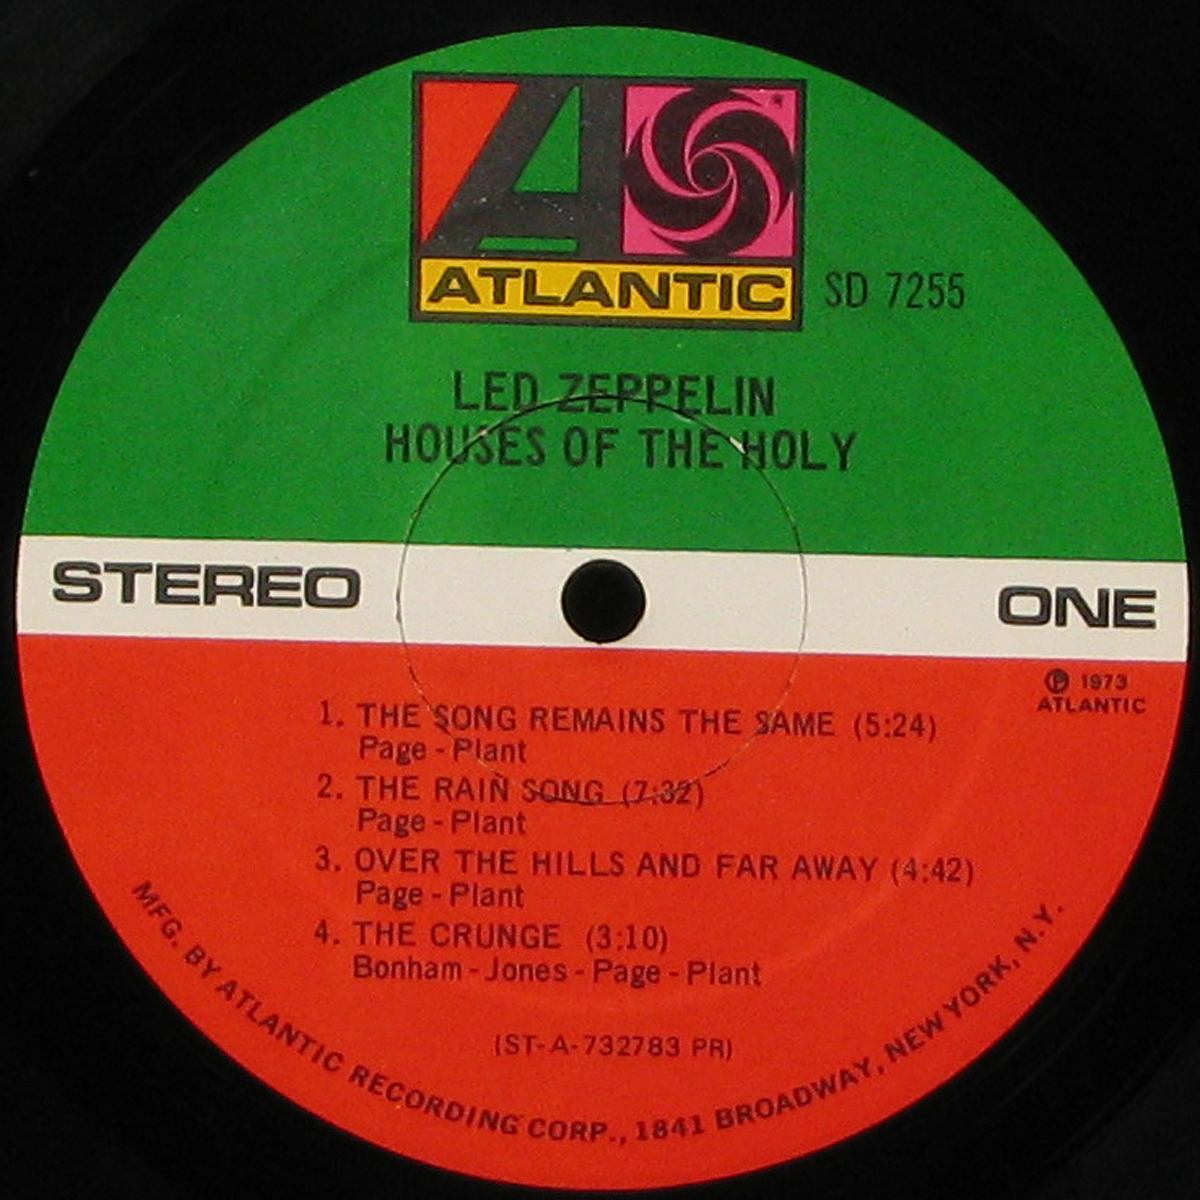 ATLANTIC
SD 7255
LED ZEPPELIN
HOUSES OF THE HOLY
STEREO
ONE
Ⓟ 1973
ATLANTIC
1. THE SONG REMAINS THE SAME (5:24)
Page - Plant
2. THE RAIN SONG (7:32)
Page - Plant
3. OVER THE HILLS AND FAR AWAY (4:42)
Page - Plant
4. THE CRUNGE (3:10)
Bonham - Jones - Page - Plant
(ST-A-732783 PR)
MFG. BY ATLANTIC RECORDING CORP., 1841 BROADWAY, NEW YORK, N.Y.